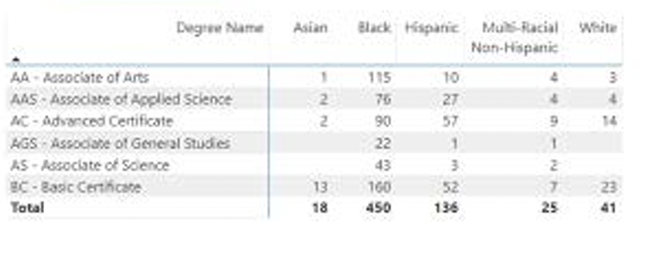 Degree Name Asian Black Hispanic Multi-Racial White
Non-Hispanic
AA - Associate of Arts 1 115 10 4 3
AAS - Associate of Applied Science 2 76 27 4 4
AC - Advanced Certificate 2 90 57 9 14
AGS - Associate of General Studies 22 1 1
AS - Associate of Science 43 3 2
BC - Basic Certificate 13 160 52 7 23
Total 18 450 136 25 41